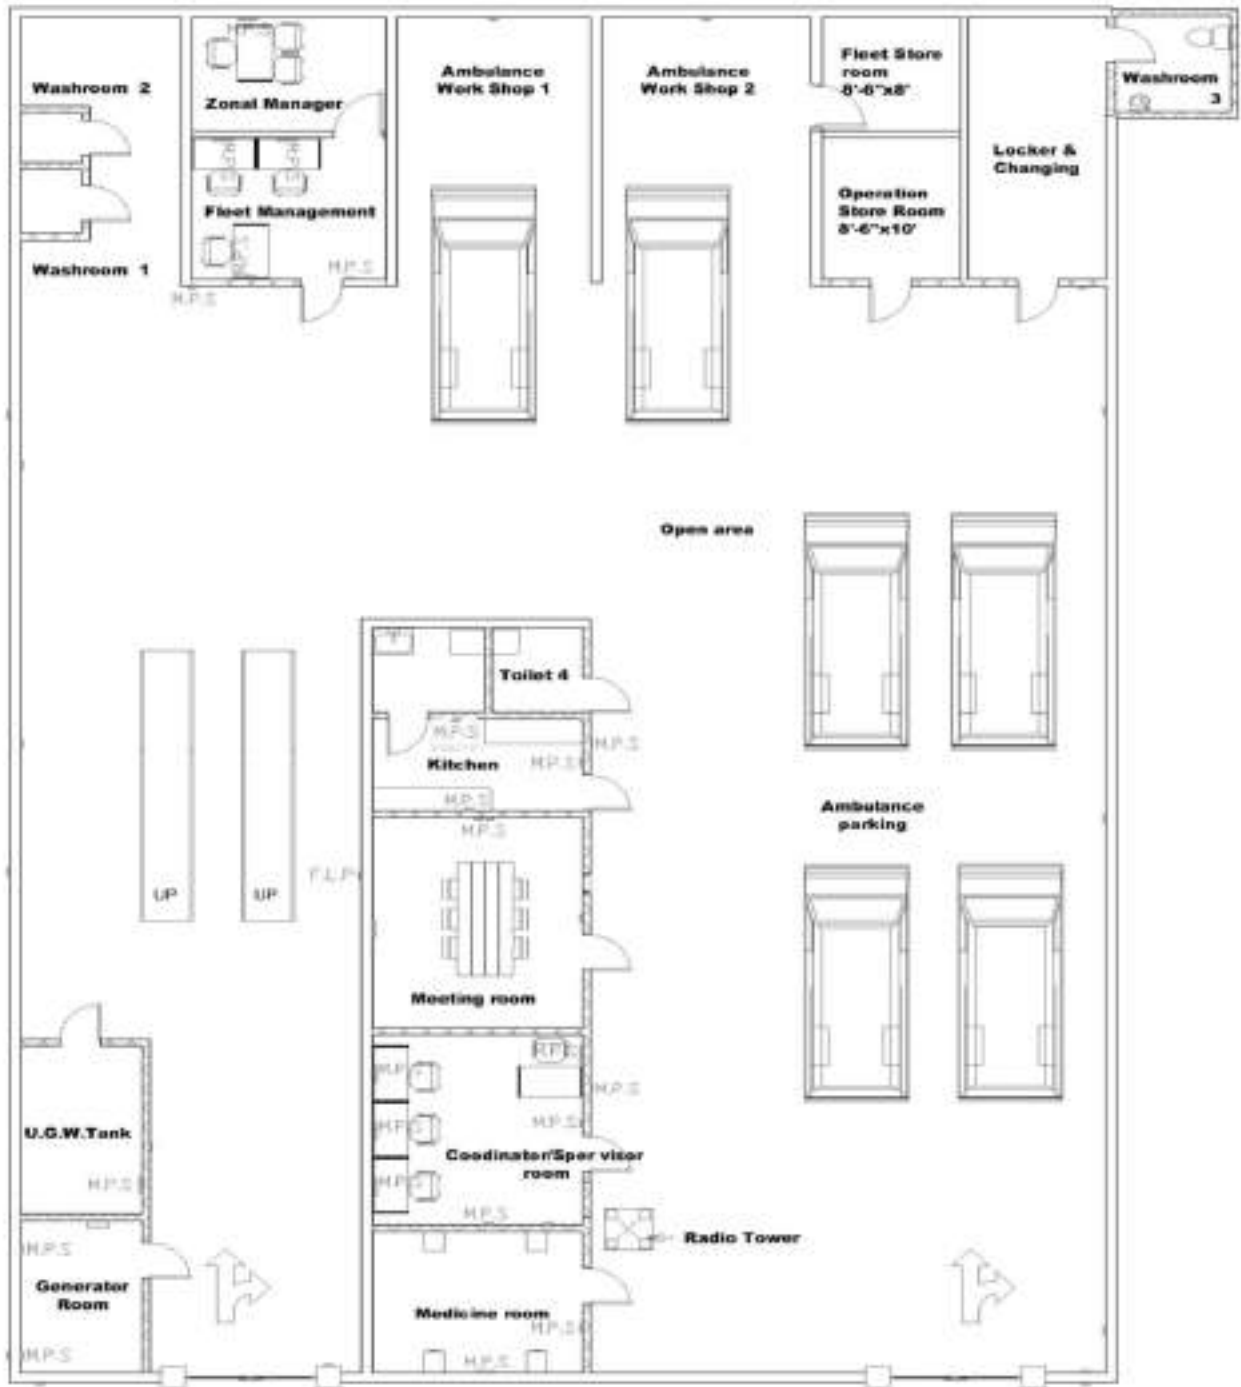 Washroom 2
Zonal Manager
Ambulance
Work Shop 1
Ambulance
Work Shop 2
Fleet Store
room
8'-6"x8'
Washroom
3
Locker &
Changing
M.P.S
M.P.S
Fleet Management
Operation
Store Room
8'-6"x10'
M.P.S
Washroom 1
M.P.S
M.P.S
Open area
Toilet 4
M.P.S
M.P.S
Kitchen
M.P.S
M.P.S
M.P.S
Ambulance
parking
UP
UP
F.L.P
Meeting room
R.P.S
M.P.S
M.P.S
M.P.S
U.G.W.Tank
M.P.S
Coodinator/Sper visor
room
M.P.S
M.P.S
M.P.S
Radio Tower
M.P.S
Generator
Room
Medicine room
M.P.S
M.P.S
M.P.S